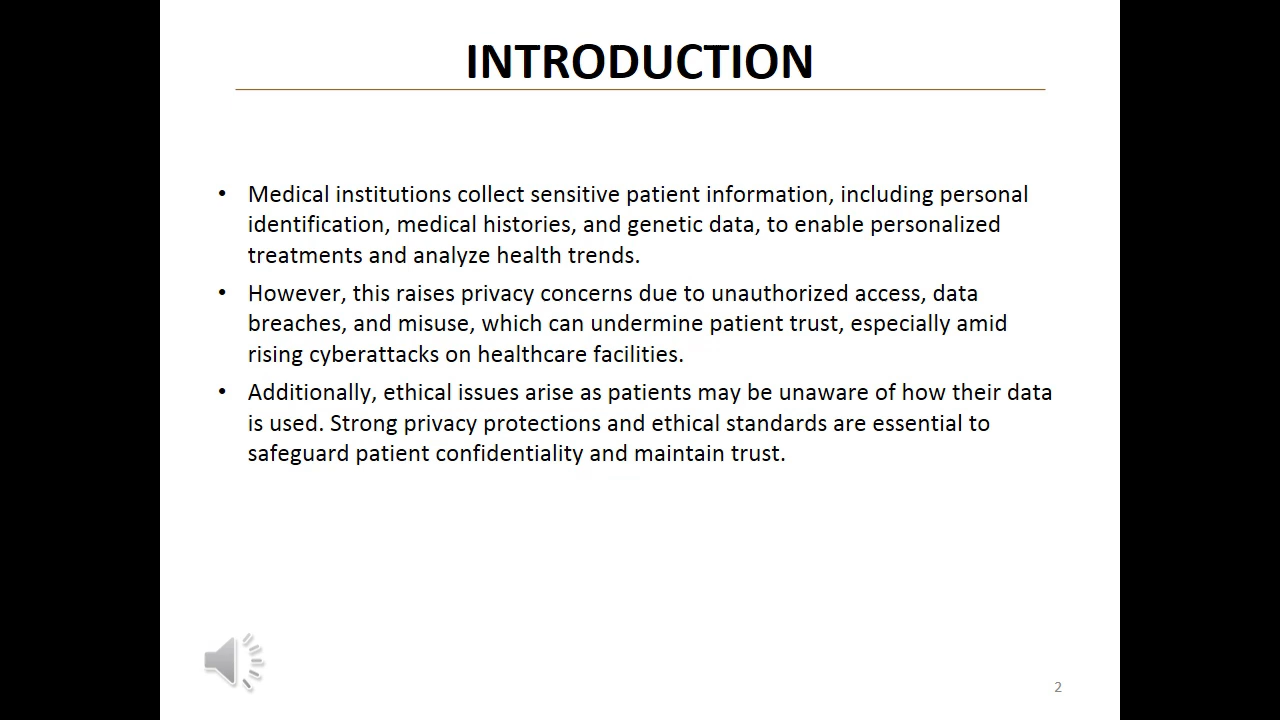 INTRODUCTION
• Medical institutions collect sensitive patient information, including personal
identification, medical histories, and genetic data, to enable personalized
treatments and analyze health trends.
• However, this raises privacy concerns due to unauthorized access, data
breaches, and misuse, which can undermine patient trust, especially amid
rising cyberattacks on healthcare facilities.
• Additionally, ethical issues arise as patients may be unaware of how their data
is used. Strong privacy protections and ethical standards are essential to
safeguard patient confidentiality and maintain trust.
2